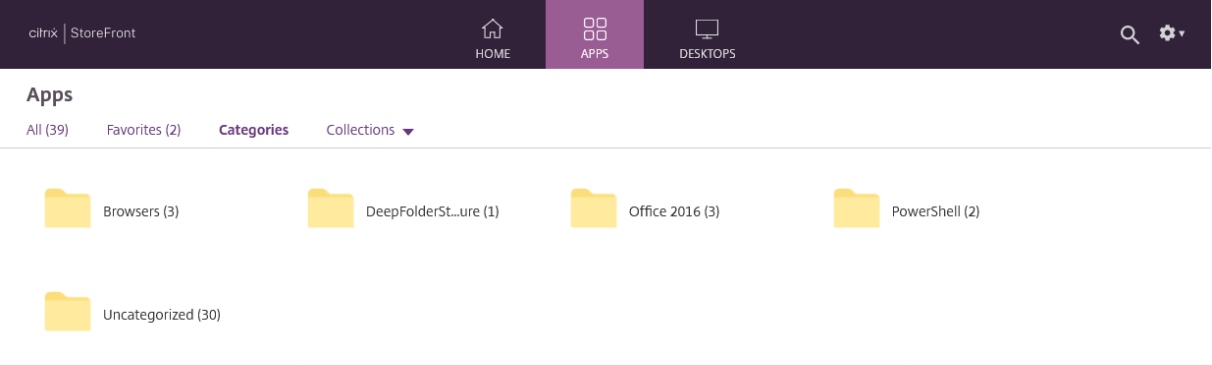 citrix | StoreFront
HOME
APPS
DESKTOPS
Apps
All (39) Favorites (2) Categories Collections
Browsers (3) DeepFolderSt...ure (1) Office 2016 (3) PowerShell (2)
Uncategorized (30)